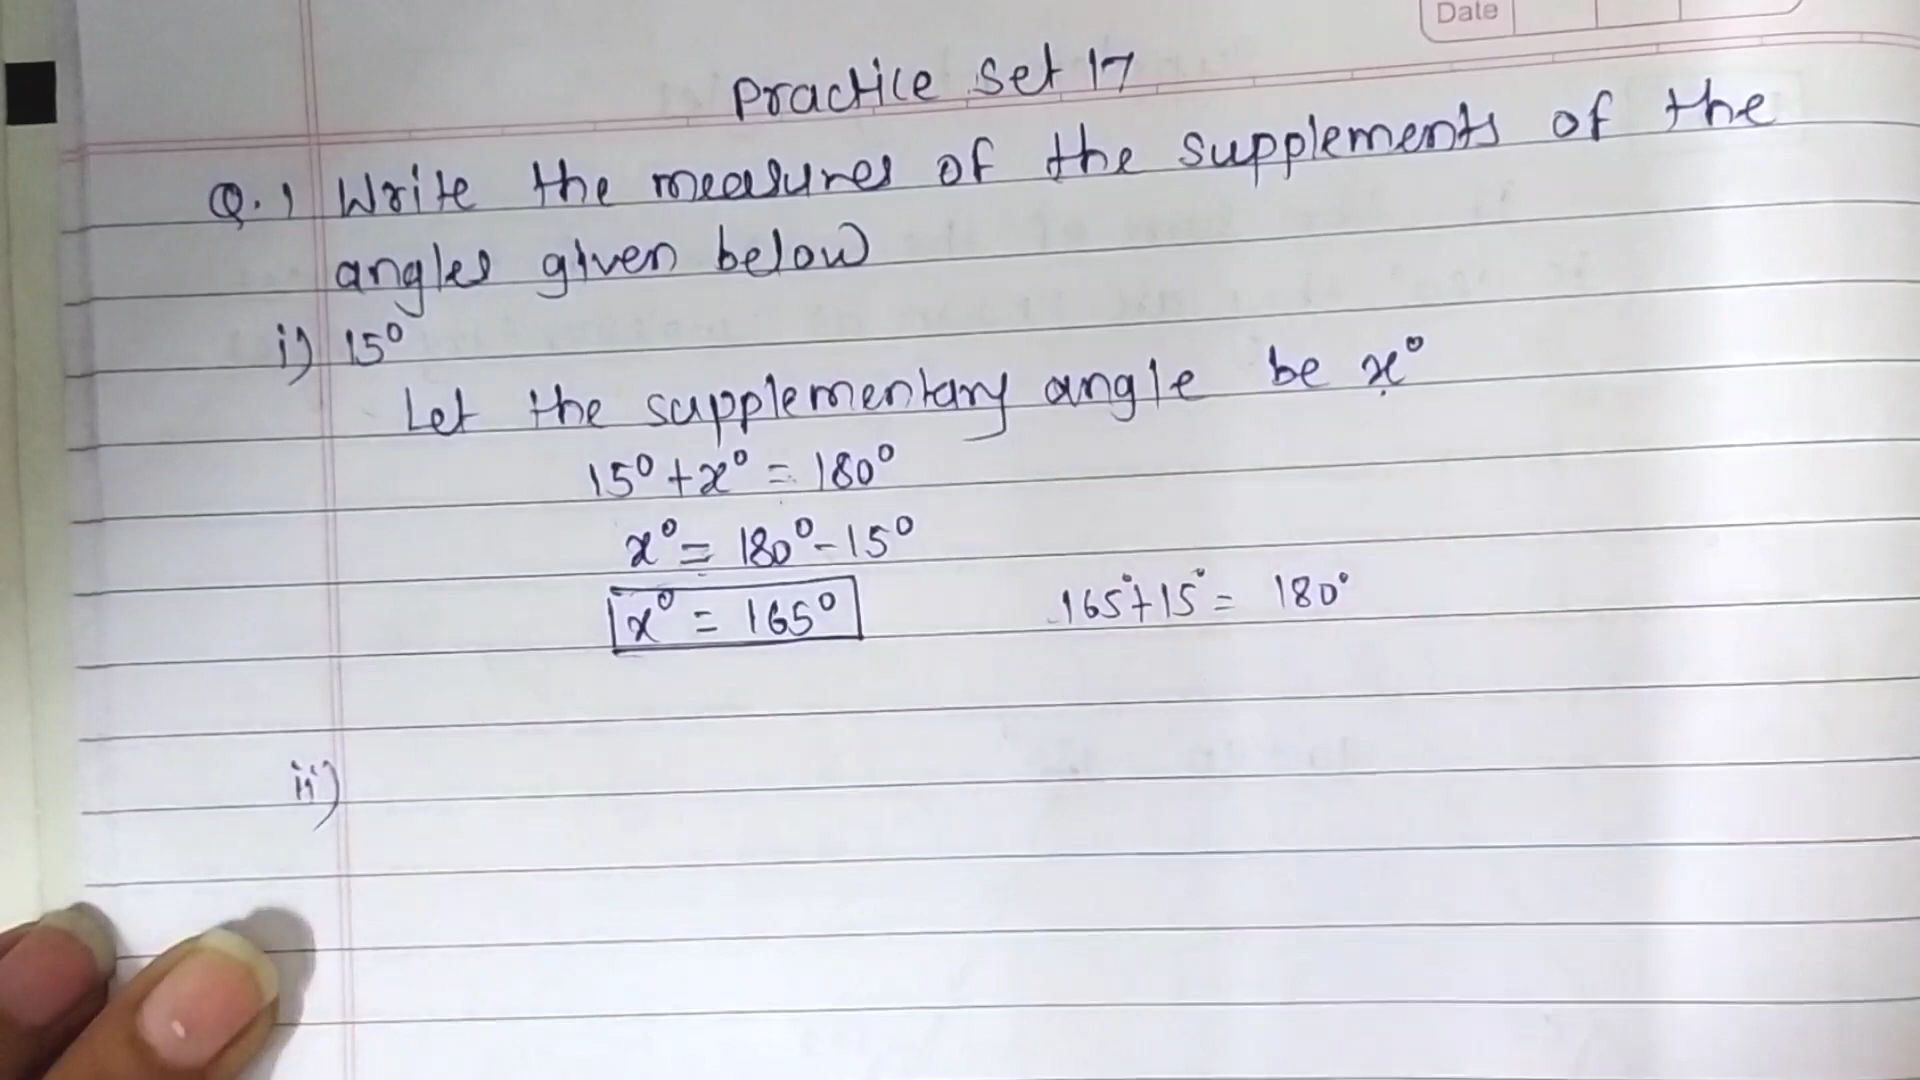 Date
Practice Set 17
Q.1 Write the measures of the supplements of the
angles given below
i) 15°
Let the supplementary angle be x°
15° + x° = 180°
x° = 180° - 15°
x° = 165°
165° + 15° = 180°
ii)